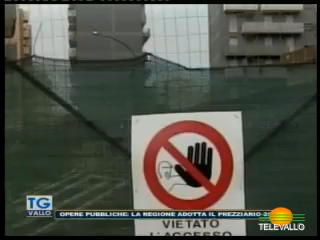 VIETATO
L'ACCESSO
TG
VALLO
OPERE PUBBLICHE: LA REGIONE ADOTTA IL PREZZIARIO
TELEVALLO